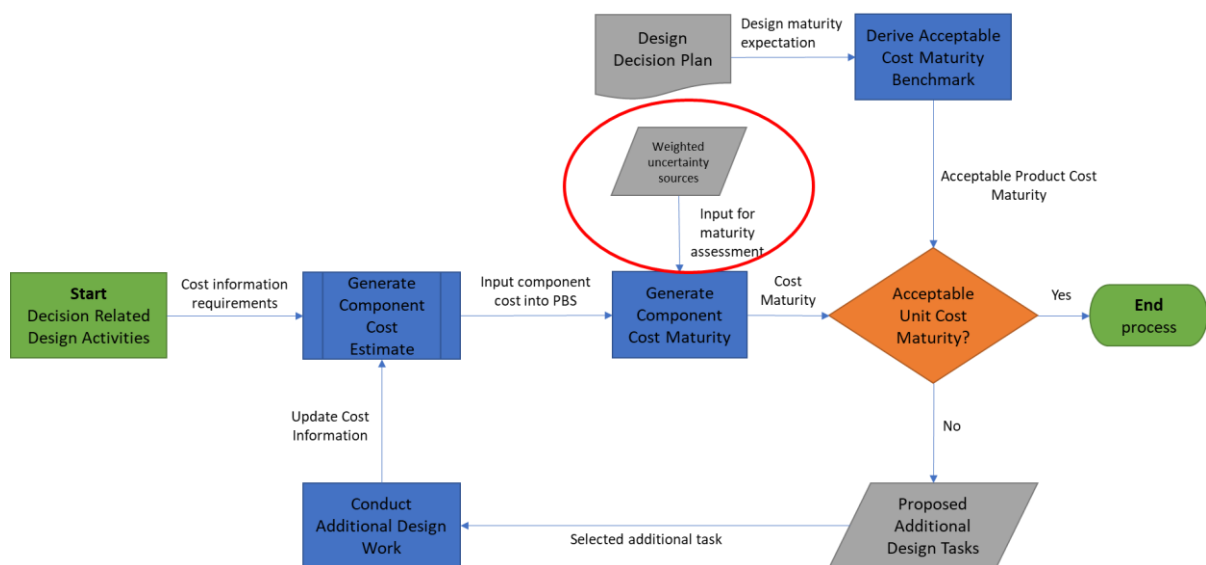 Design
Decision Plan
Design maturity
expectation
Derive Acceptable
Cost Maturity
Benchmark
Weighted
uncertainty
sources
Input for
maturity
assessment
Acceptable Product Cost
Maturity
Start
Decision Related
Design Activities
Cost information
requirements
Generate
Component
Cost
Estimate
Input component
cost into PBS
Generate
Component
Cost Maturity
Cost
Maturity
Acceptable
Unit Cost
Maturity?
Yes
End
process
Update Cost
Information
No
Conduct
Additional Design
Work
Selected additional task
Proposed
Additional
Design Tasks